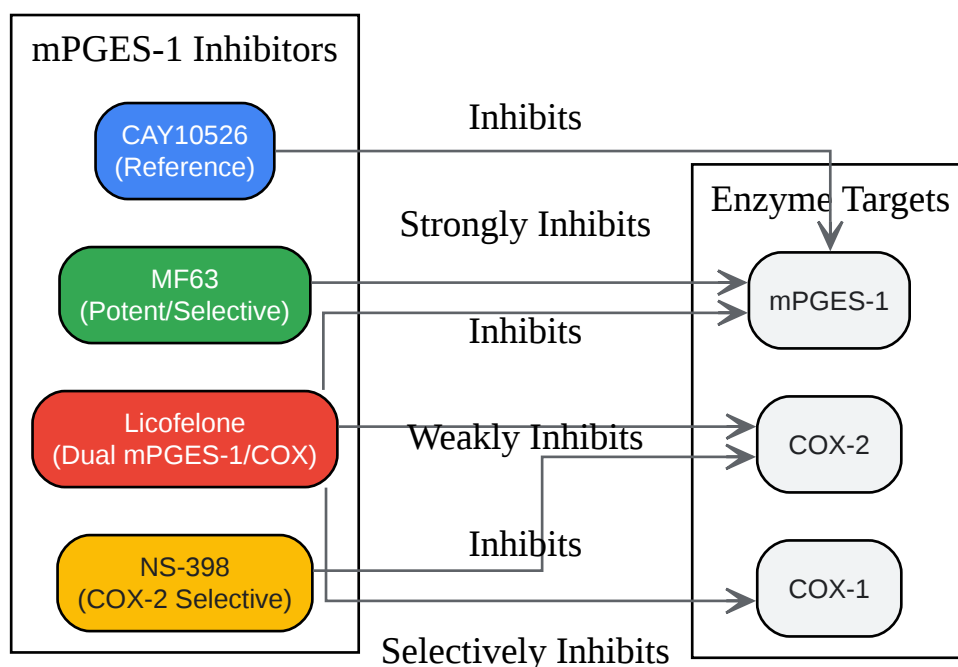 mPGES-1 Inhibitors
CAY10526
(Reference)
Inhibits
Enzyme Targets
Strongly Inhibits
MF63
(Potent/Selective)
mPGES-1
Inhibits
Licofelone
(Dual mPGES-1/COX)
Weakly Inhibits
COX-2
NS-398
(COX-2 Selective)
Inhibits
COX-1
Selectively Inhibits